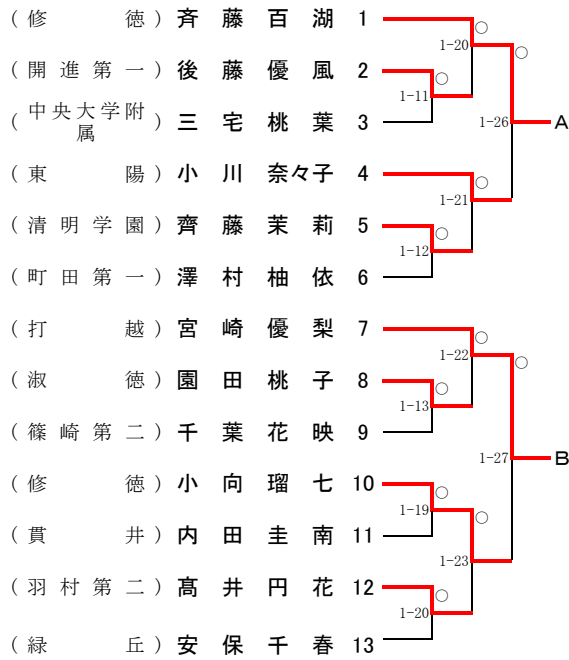 (修徳)斉藤百湖 1
○
1-20
○
(開進第一)後藤優風 2
○
1-11
(中央大学附属)三宅桃葉 3
1-26 A
(東陽)小川奈々子 4
○
1-21
(清明学園)齊藤茉莉 5
○
1-12
(町田第一)澤村柚依 6
(打越)宮崎優梨 7
○
1-22
○
(淑徳)園田桃子 8
○
1-13
(篠崎第二)千葉花映 9
1-27 B
(修徳)小向瑠七 10
○
1-19
○
(貫井)内田圭南 11
1-23
(羽村第二)髙井円花 12
○
1-20
(緑丘)安保千春 13